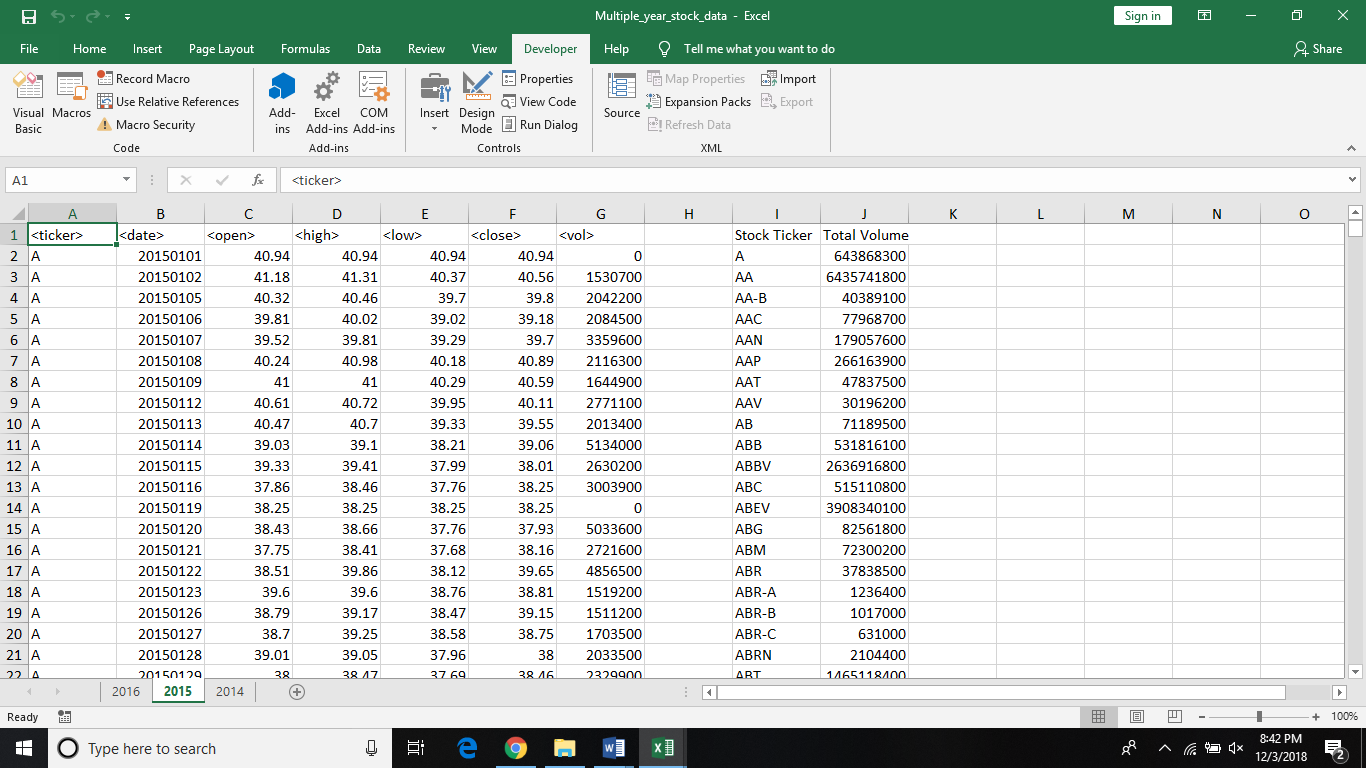 Multiple_year_stock_data - Excel
Sign in
File Home Insert Page Layout Formulas Data Review View Developer Help Tell me what you want to do Share
Visual Basic
Macros
Record Macro
Use Relative References
Macro Security
Code
Add-ins
Excel Add-ins
COM Add-ins
Add-ins
Insert
Design Mode
Properties
View Code
Run Dialog
Controls
Source
Map Properties
Expansion Packs
Refresh Data
Import
Export
XML
A1 fx <ticker>
A B C D E F G H I J K L M N O
1 <ticker> <date> <open> <high> <low> <close> <vol> Stock Ticker Total Volume
2 A 20150101 40.94 40.94 40.94 40.94 0 A 643868300
3 A 20150102 41.18 41.31 40.37 40.56 1530700 AA 6435741800
4 A 20150105 40.32 40.46 39.7 39.8 2042200 AA-B 40389100
5 A 20150106 39.81 40.02 39.02 39.18 2084500 AAC 77968700
6 A 20150107 39.52 39.81 39.29 39.7 3359600 AAN 179057600
7 A 20150108 40.24 40.98 40.18 40.89 2116300 AAP 266163900
8 A 20150109 41 41 40.29 40.59 1644900 AAT 47837500
9 A 20150112 40.61 40.72 39.95 40.11 2771100 AAV 30196200
10 A 20150113 40.47 40.7 39.33 39.55 2013400 AB 71189500
11 A 20150114 39.03 39.1 38.21 39.06 5134000 ABB 531816100
12 A 20150115 39.33 39.41 37.99 38.01 2630200 ABBV 2636916800
13 A 20150116 37.86 38.46 37.76 38.25 3003900 ABC 515110800
14 A 20150119 38.25 38.25 38.25 38.25 0 ABEV 3908340100
15 A 20150120 38.43 38.66 37.76 37.93 5033600 ABG 82561800
16 A 20150121 37.75 38.41 37.68 38.16 2721600 ABM 72300200
17 A 20150122 38.51 39.86 38.12 39.65 4856500 ABR 37838500
18 A 20150123 39.6 39.6 38.76 38.81 1519200 ABR-A 1236400
19 A 20150126 38.79 39.17 38.47 39.15 1511200 ABR-B 1017000
20 A 20150127 38.7 39.25 38.58 38.75 1703500 ABR-C 631000
21 A 20150128 39.01 39.05 37.96 38 2033500 ABRN 2104400
22 A 20150129 38 38.47 37.69 38.46 2329900 ABT 1465118400
2016 2015 2014
Ready 100%
Type here to search
8:42 PM
12/3/2018
2